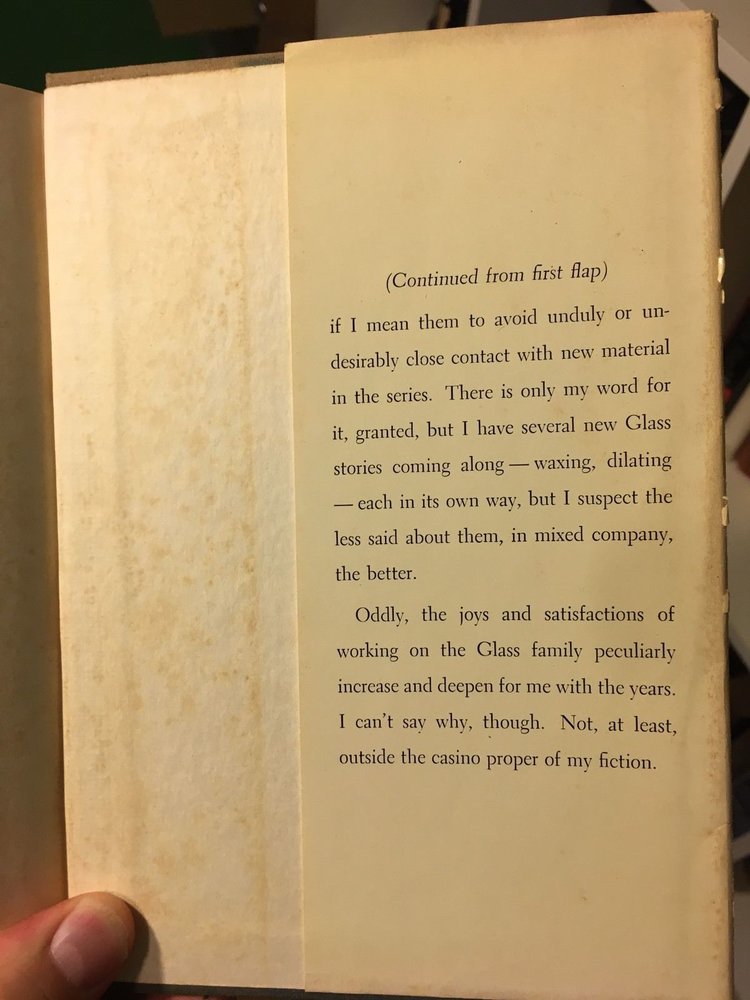 (Continued from first flap)
if I mean them to avoid unduly or un-
desirably close contact with new material
in the series. There is only my word for
it, granted, but I have several new Glass
stories coming along — waxing, dilating
— each in its own way, but I suspect the
less said about them, in mixed company,
the better.
Oddly, the joys and satisfactions of
working on the Glass family peculiarly
increase and deepen for me with the years.
I can't say why, though. Not, at least,
outside the casino proper of my fiction.